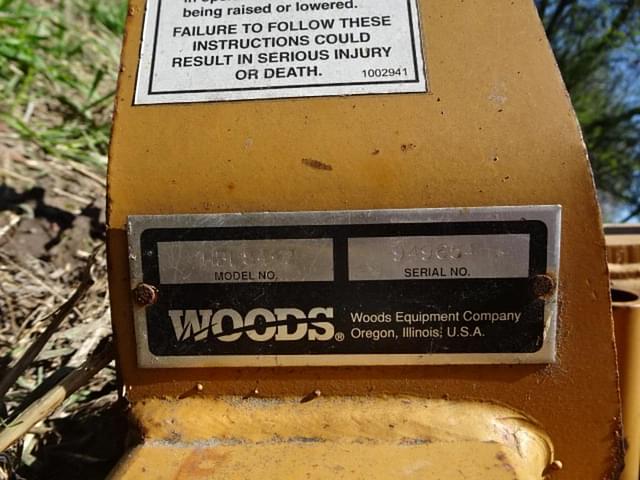 being raised or lowered.
FAILURE TO FOLLOW THESE
INSTRUCTIONS COULD
RESULT IN SERIOUS INJURY
OR DEATH.
1002941
MODEL NO.
SERIAL NO.
WOODS®
Woods Equipment Company
Oregon, Illinois, U.S.A.